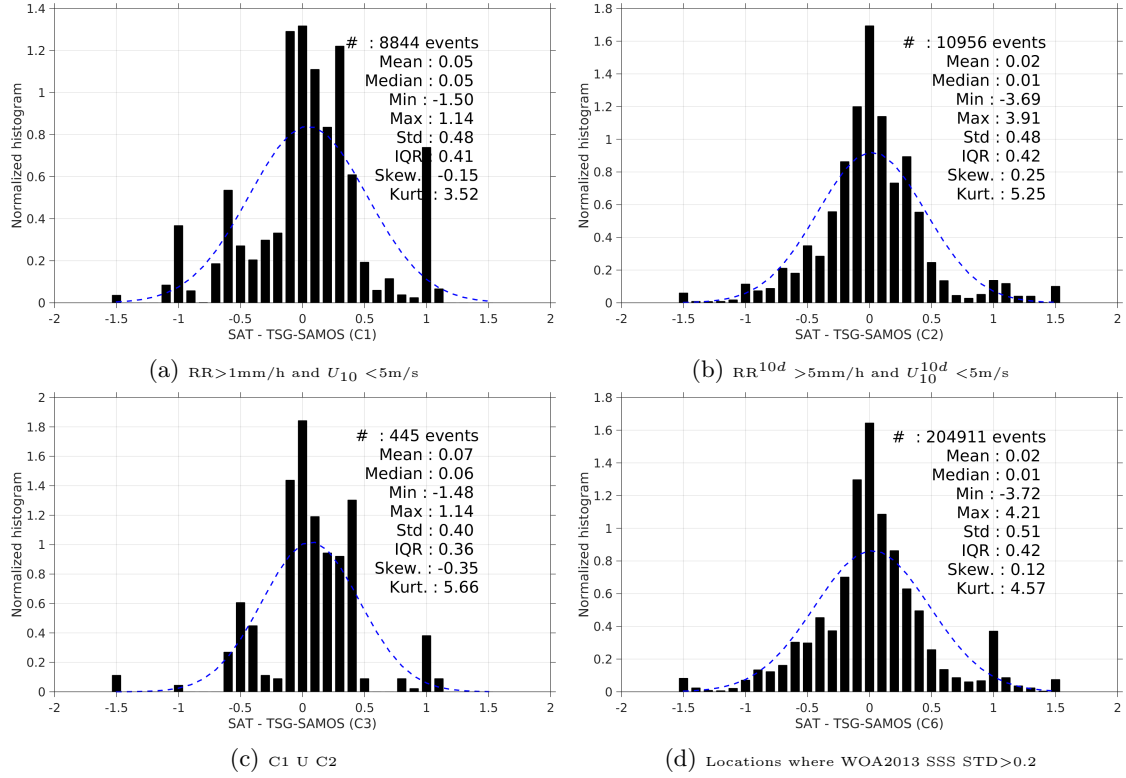 1.4
1.2
1
0.8
0.6
0.4
0.2
0
-2
-1.5
-1
-0.5
0
0.5
1
1.5
2
Normalized histogram
SAT - TSG-SAMOS (C1)
# : 8844 events
Mean : 0.05
Median : 0.05
Min : -1.50
Max : 1.14
Std : 0.48
IQR : 0.41
Skew. : -0.15
Kurt. : 3.52
(a) RR>1mm/h and U10 <5m/s
1.8
1.6
1.4
1.2
1
0.8
0.6
0.4
0.2
0
-2
-1.5
-1
-0.5
0
0.5
1
1.5
2
Normalized histogram
SAT - TSG-SAMOS (C2)
# : 10956 events
Mean : 0.02
Median : 0.01
Min : -3.69
Max : 3.91
Std : 0.48
IQR : 0.42
Skew. : 0.25
Kurt. : 5.25
(b) RR10d >5mm/h and U10 10d <5m/s
2
1.8
1.6
1.4
1.2
1
0.8
0.6
0.4
0.2
0
-2
-1.5
-1
-0.5
0
0.5
1
1.5
2
Normalized histogram
SAT - TSG-SAMOS (C3)
# : 445 events
Mean : 0.07
Median : 0.06
Min : -1.48
Max : 1.14
Std : 0.40
IQR : 0.36
Skew. : -0.35
Kurt. : 5.66
(c) C1 U C2
1.8
1.6
1.4
1.2
1
0.8
0.6
0.4
0.2
0
-2
-1.5
-1
-0.5
0
0.5
1
1.5
2
Normalized histogram
SAT - TSG-SAMOS (C6)
# : 204911 events
Mean : 0.02
Median : 0.01
Min : -3.72
Max : 4.21
Std : 0.51
IQR : 0.42
Skew. : 0.12
Kurt. : 4.57
(d) Locations where WOA2013 SSS STD>0.2